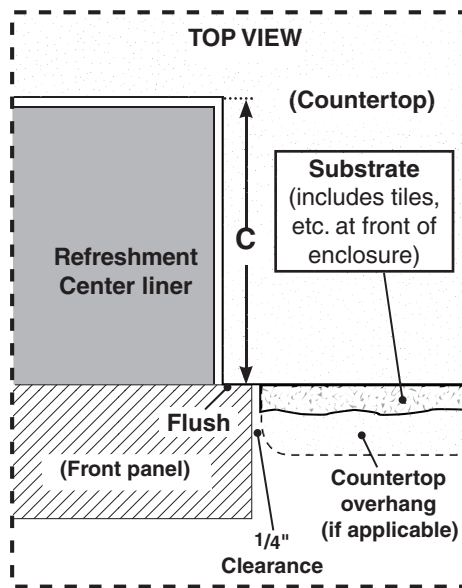 TOP VIEW
(Countertop)
Substrate
(includes tiles,
etc. at front of
enclosure)
C
Refreshment
Center liner
Flush
(Front panel)
Countertop
overhang
(if applicable)
1/4"
Clearance